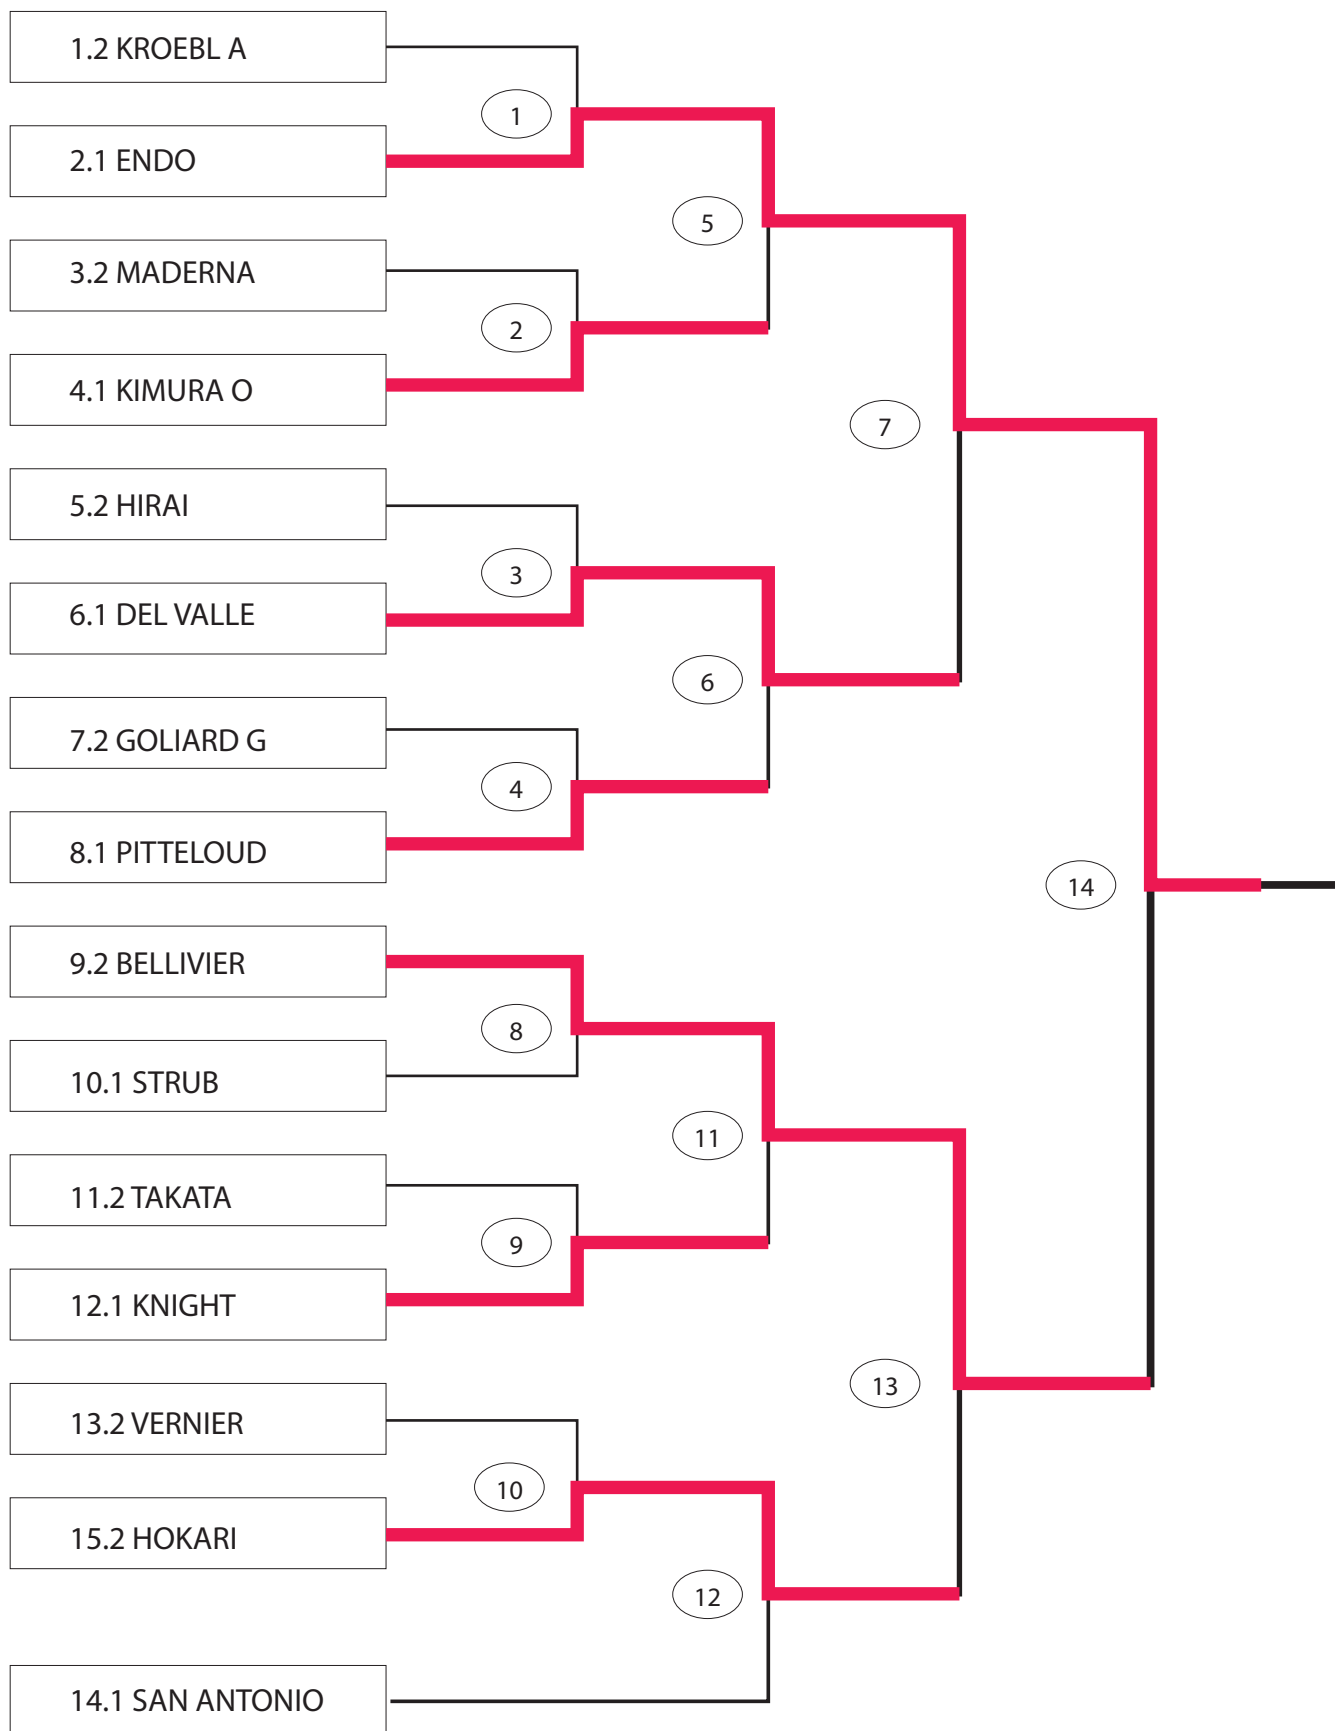 1.2 KROEBL A
1
2.1 ENDO
5
3.2 MADERNA
2
4.1 KIMURA O
7
5.2 HIRAI
3
6.1 DEL VALLE
6
7.2 GOLIARD G
4
8.1 PITTELOUD
14
9.2 BELLIVIER
8
10.1 STRUB
11
11.2 TAKATA
9
12.1 KNIGHT
13
13.2 VERNIER
10
15.2 HOKARI
12
14.1 SAN ANTONIO